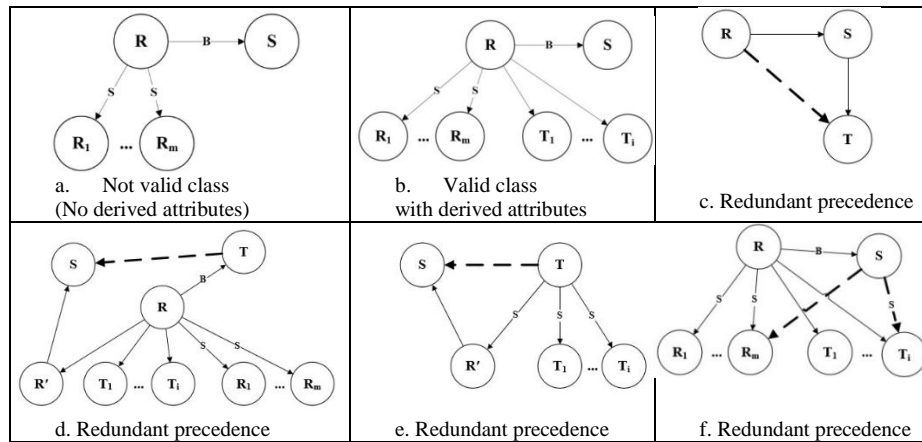 R B S
S S
R1 ... Rm
a. Not valid class
(No derived attributes)
R B S
S S
R1 ... Rm T1 ... Ti
b. Valid class
with derived attributes
R S
T
c. Redundant precedence
S T
B
R
S S
R' T1 ... Ti R1 ... Rm
d. Redundant precedence
S T
S S S
R' T1 ... Ti
e. Redundant precedence
R B S
S S S
R1 ... Rm T1 ... Ti
f. Redundant precedence